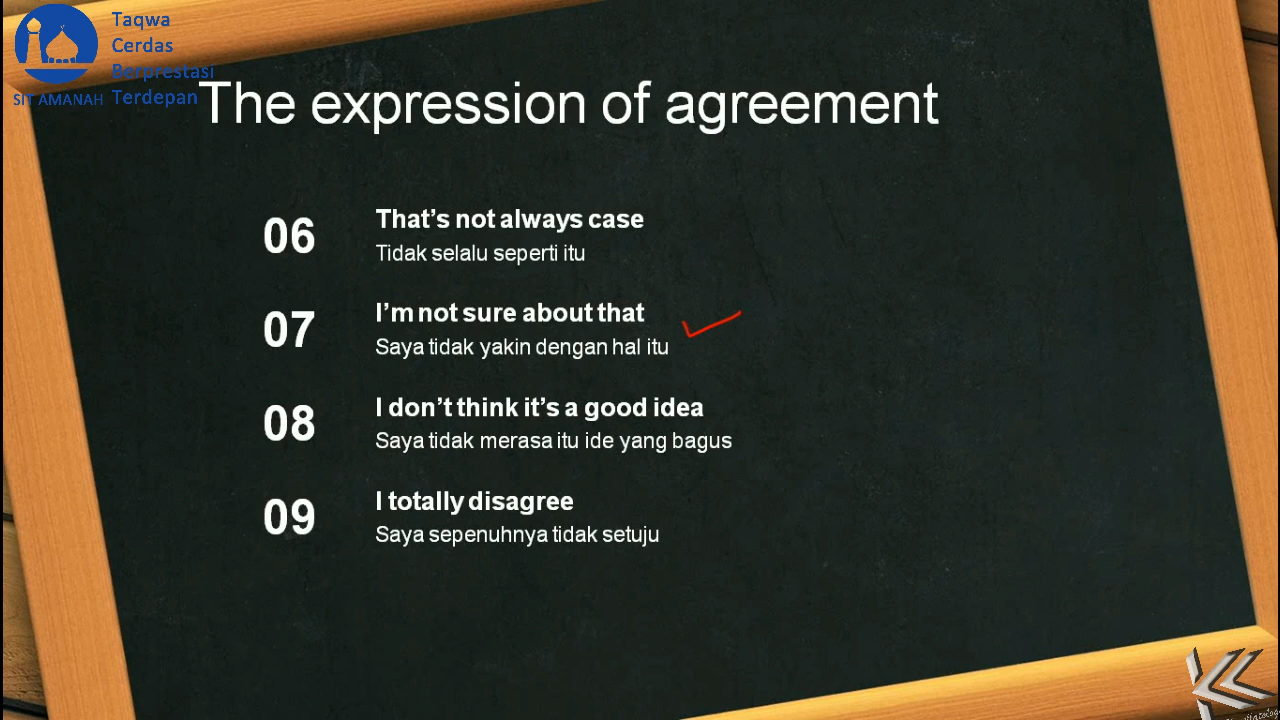 Taqwa
Cerdas
Berprestasi
Terdepan
SIT AMANAH
The expression of agreement
06
That's not always case
Tidak selalu seperti itu
07
I'm not sure about that
Saya tidak yakin dengan hal itu
08
I don't think it's a good idea
Saya tidak merasa itu ide yang bagus
09
I totally disagree
Saya sepenuhnya tidak setuju